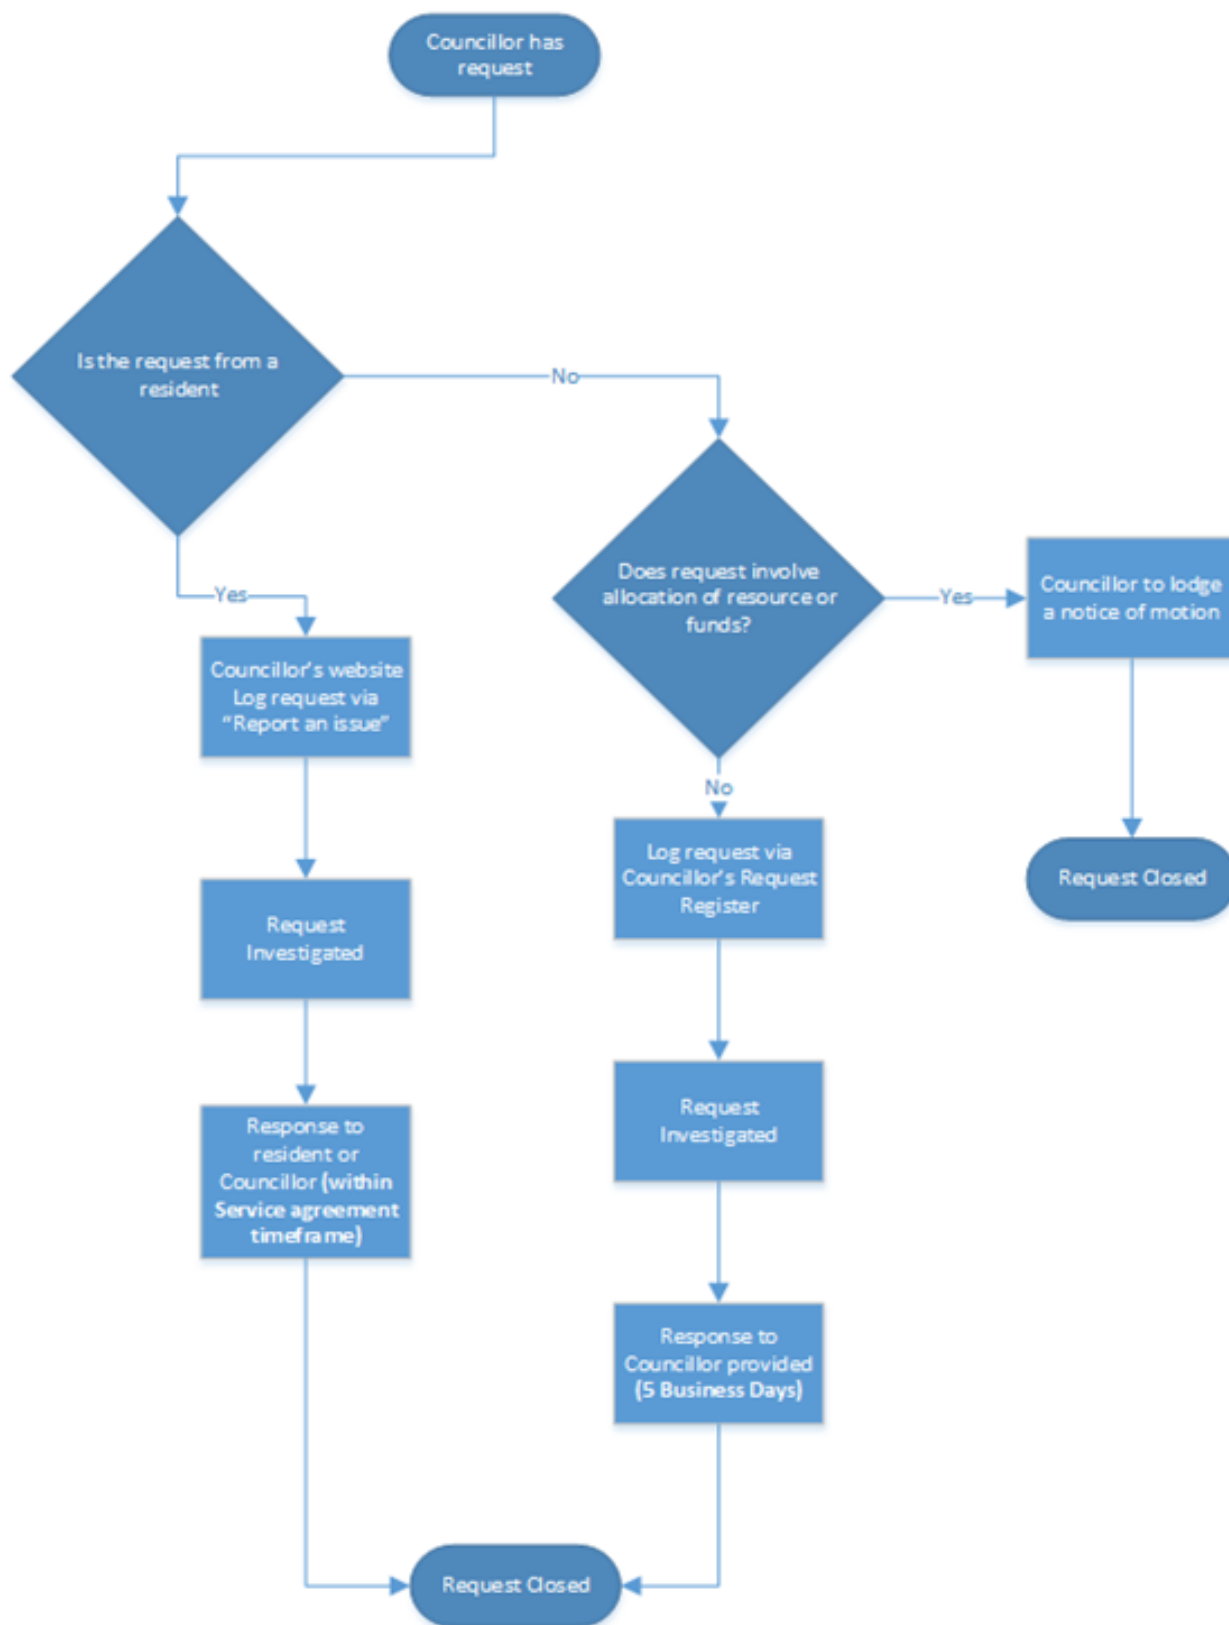 Councillor has
request
Is the request from a
resident
No
Does request involve
allocation of resource or
funds?
Yes
Councillor to lodge
a notice of motion
Yes
Councillor's website
Log request via
"Report an issue"
No
Log request via
Councillor's Request
Register
Request Closed
Request
Investigated
Request
Investigated
Response to
resident or
Councillor (within
Service agreement
timeframe)
Response to
Councillor provided
(5 Business Days)
Request Closed